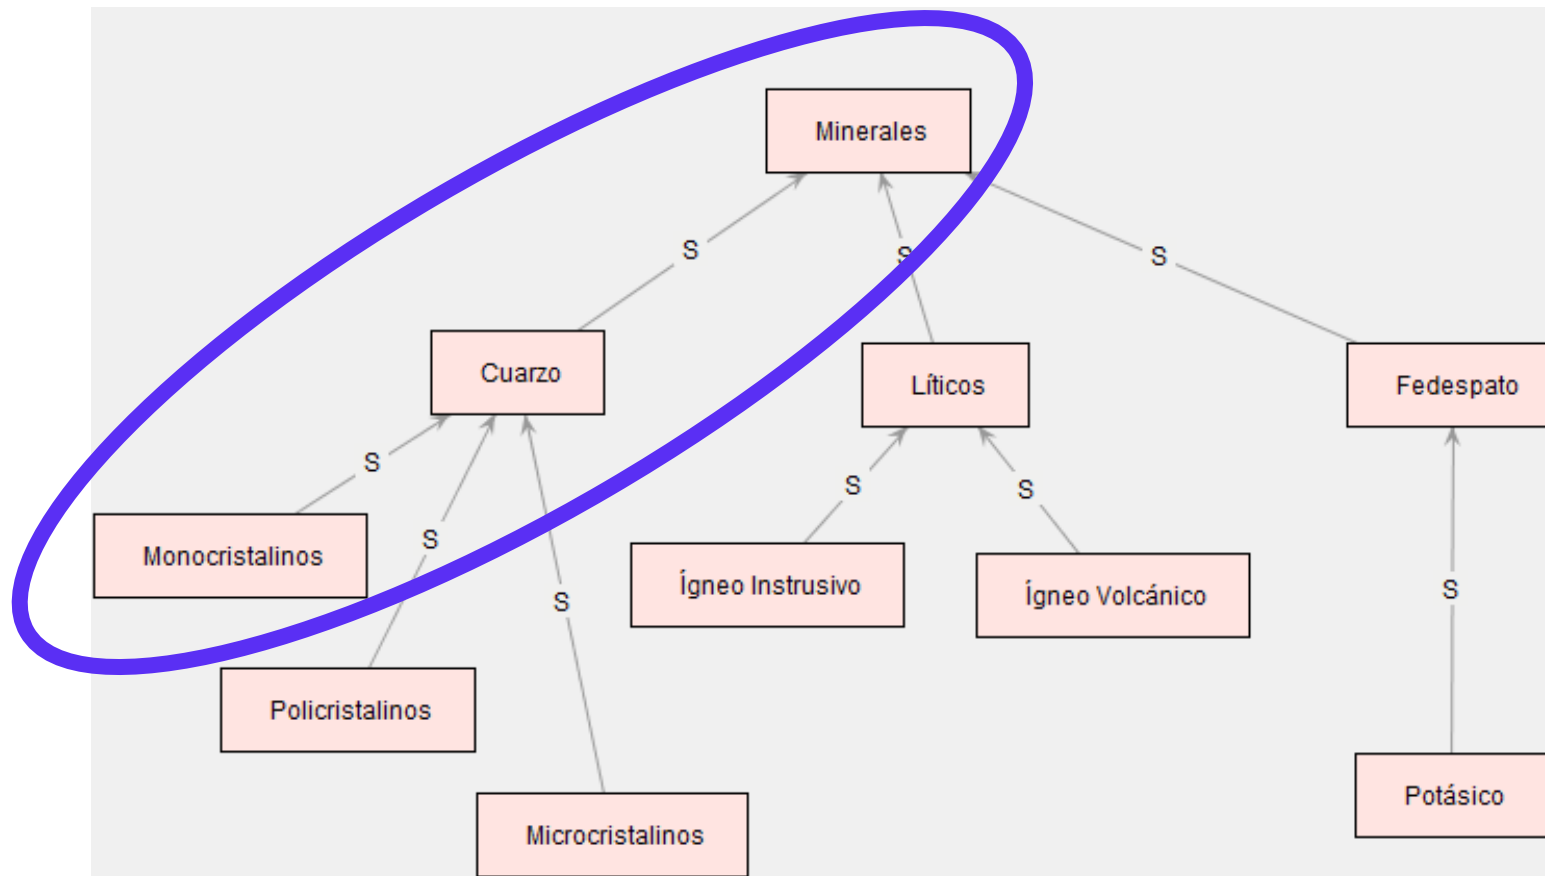 Minerales
S
S
S
Cuarzo
Líticos
Fedespato
S
S
S
S
S
S
Monocristalinos
Ígneo Instrusivo
Ígneo Volcánico
Policristalinos
Potásico
Microcristalinos